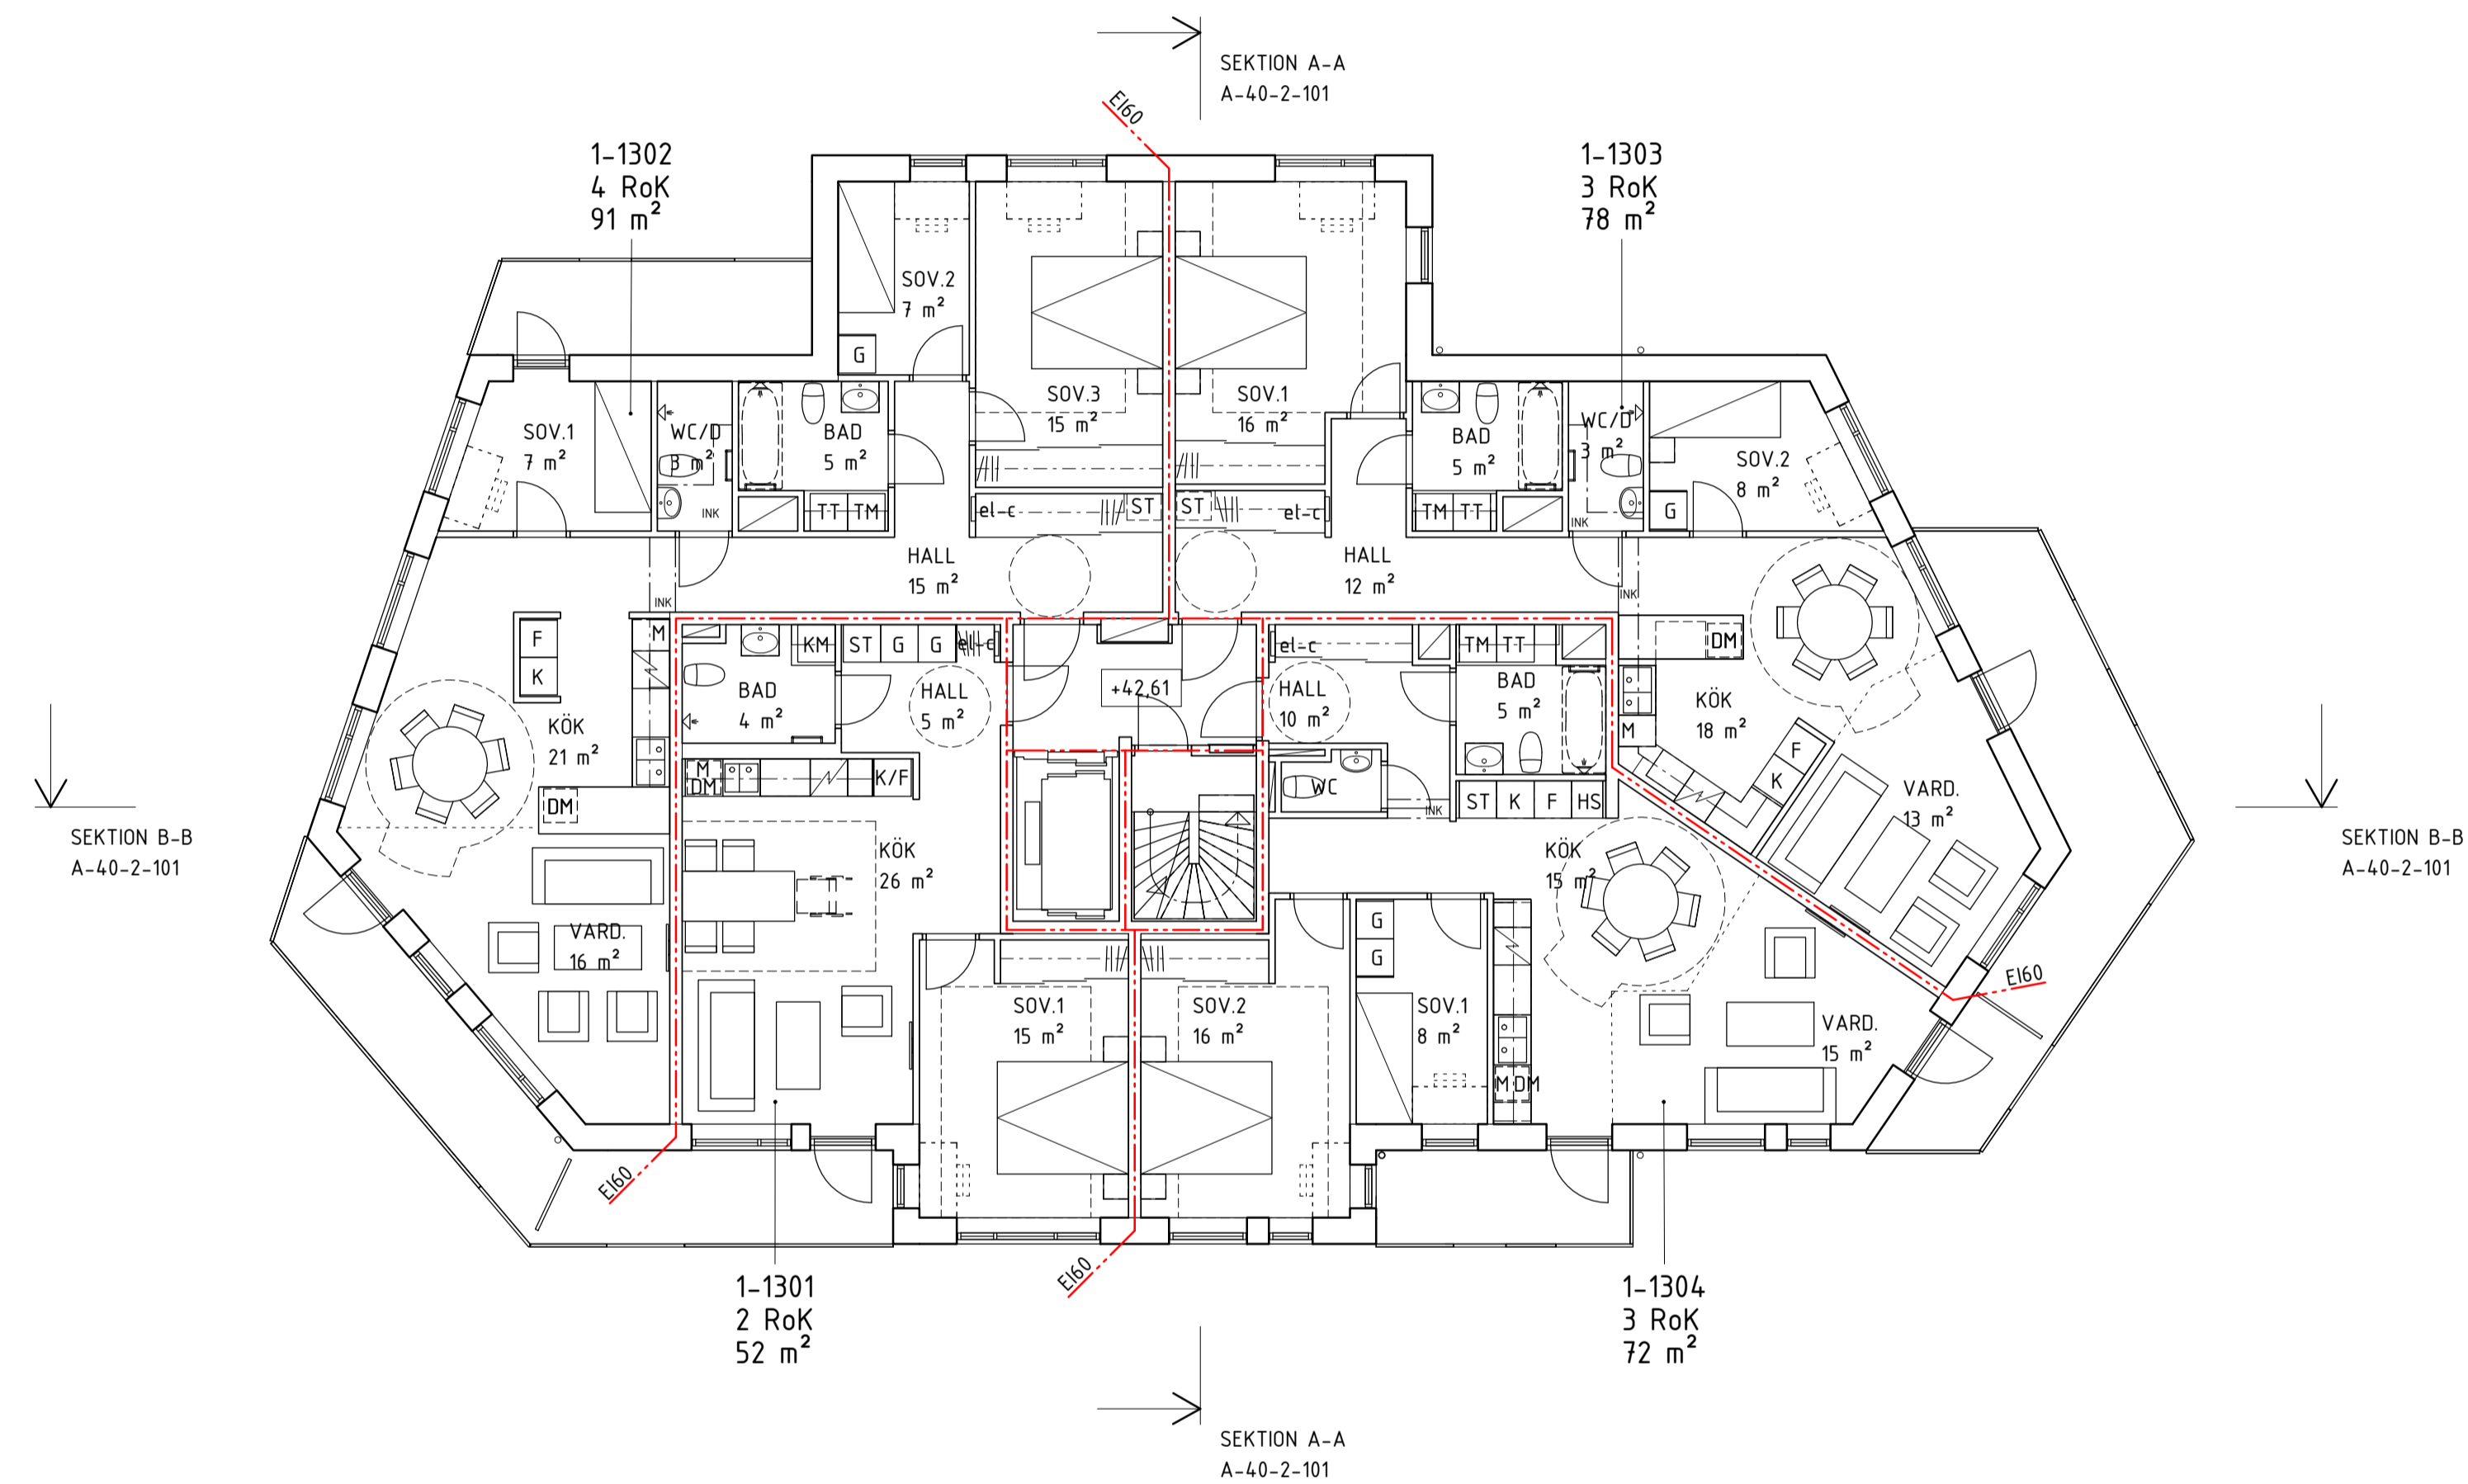 SEKTION A-A
A-40-2-101
EI60
1-1302
4 RoK
91 m²
1-1303
3 RoK
78 m²
SOV.2
7 m²
G
SOV.3
15 m²
SOV.1
16 m²
SOV.1
7 m²
WC/D
3 m²
INK
BAD
5 m²
TT
TM
el-c
ST
ST
el-c
BAD
5 m²
TM
TT
WC/D
3 m²
INK
SOV.2
8 m²
G
HALL
15 m²
HALL
12 m²
INK
INK
F
K
M
KÖK
21 m²
DM
VARD.
16 m²
KM
ST
G
G
el-c
BAD
4 m²
HALL
5 m²
M
DM
K/F
KÖK
26 m²
+42,61
el-c
HALL
10 m²
WC
INK
TM
TT
BAD
5 m²
ST
K
F
HS
DM
M
KÖK
18 m²
F
K
VARD.
13 m²
KÖK
15 m²
G
G
SOV.1
15 m²
SOV.2
16 m²
SOV.1
8 m²
M
DM
VARD.
15 m²
EI60
SEKTION B-B
A-40-2-101
SEKTION B-B
A-40-2-101
EI60
EI60
1-1301
2 RoK
52 m²
1-1304
3 RoK
72 m²
SEKTION A-A
A-40-2-101